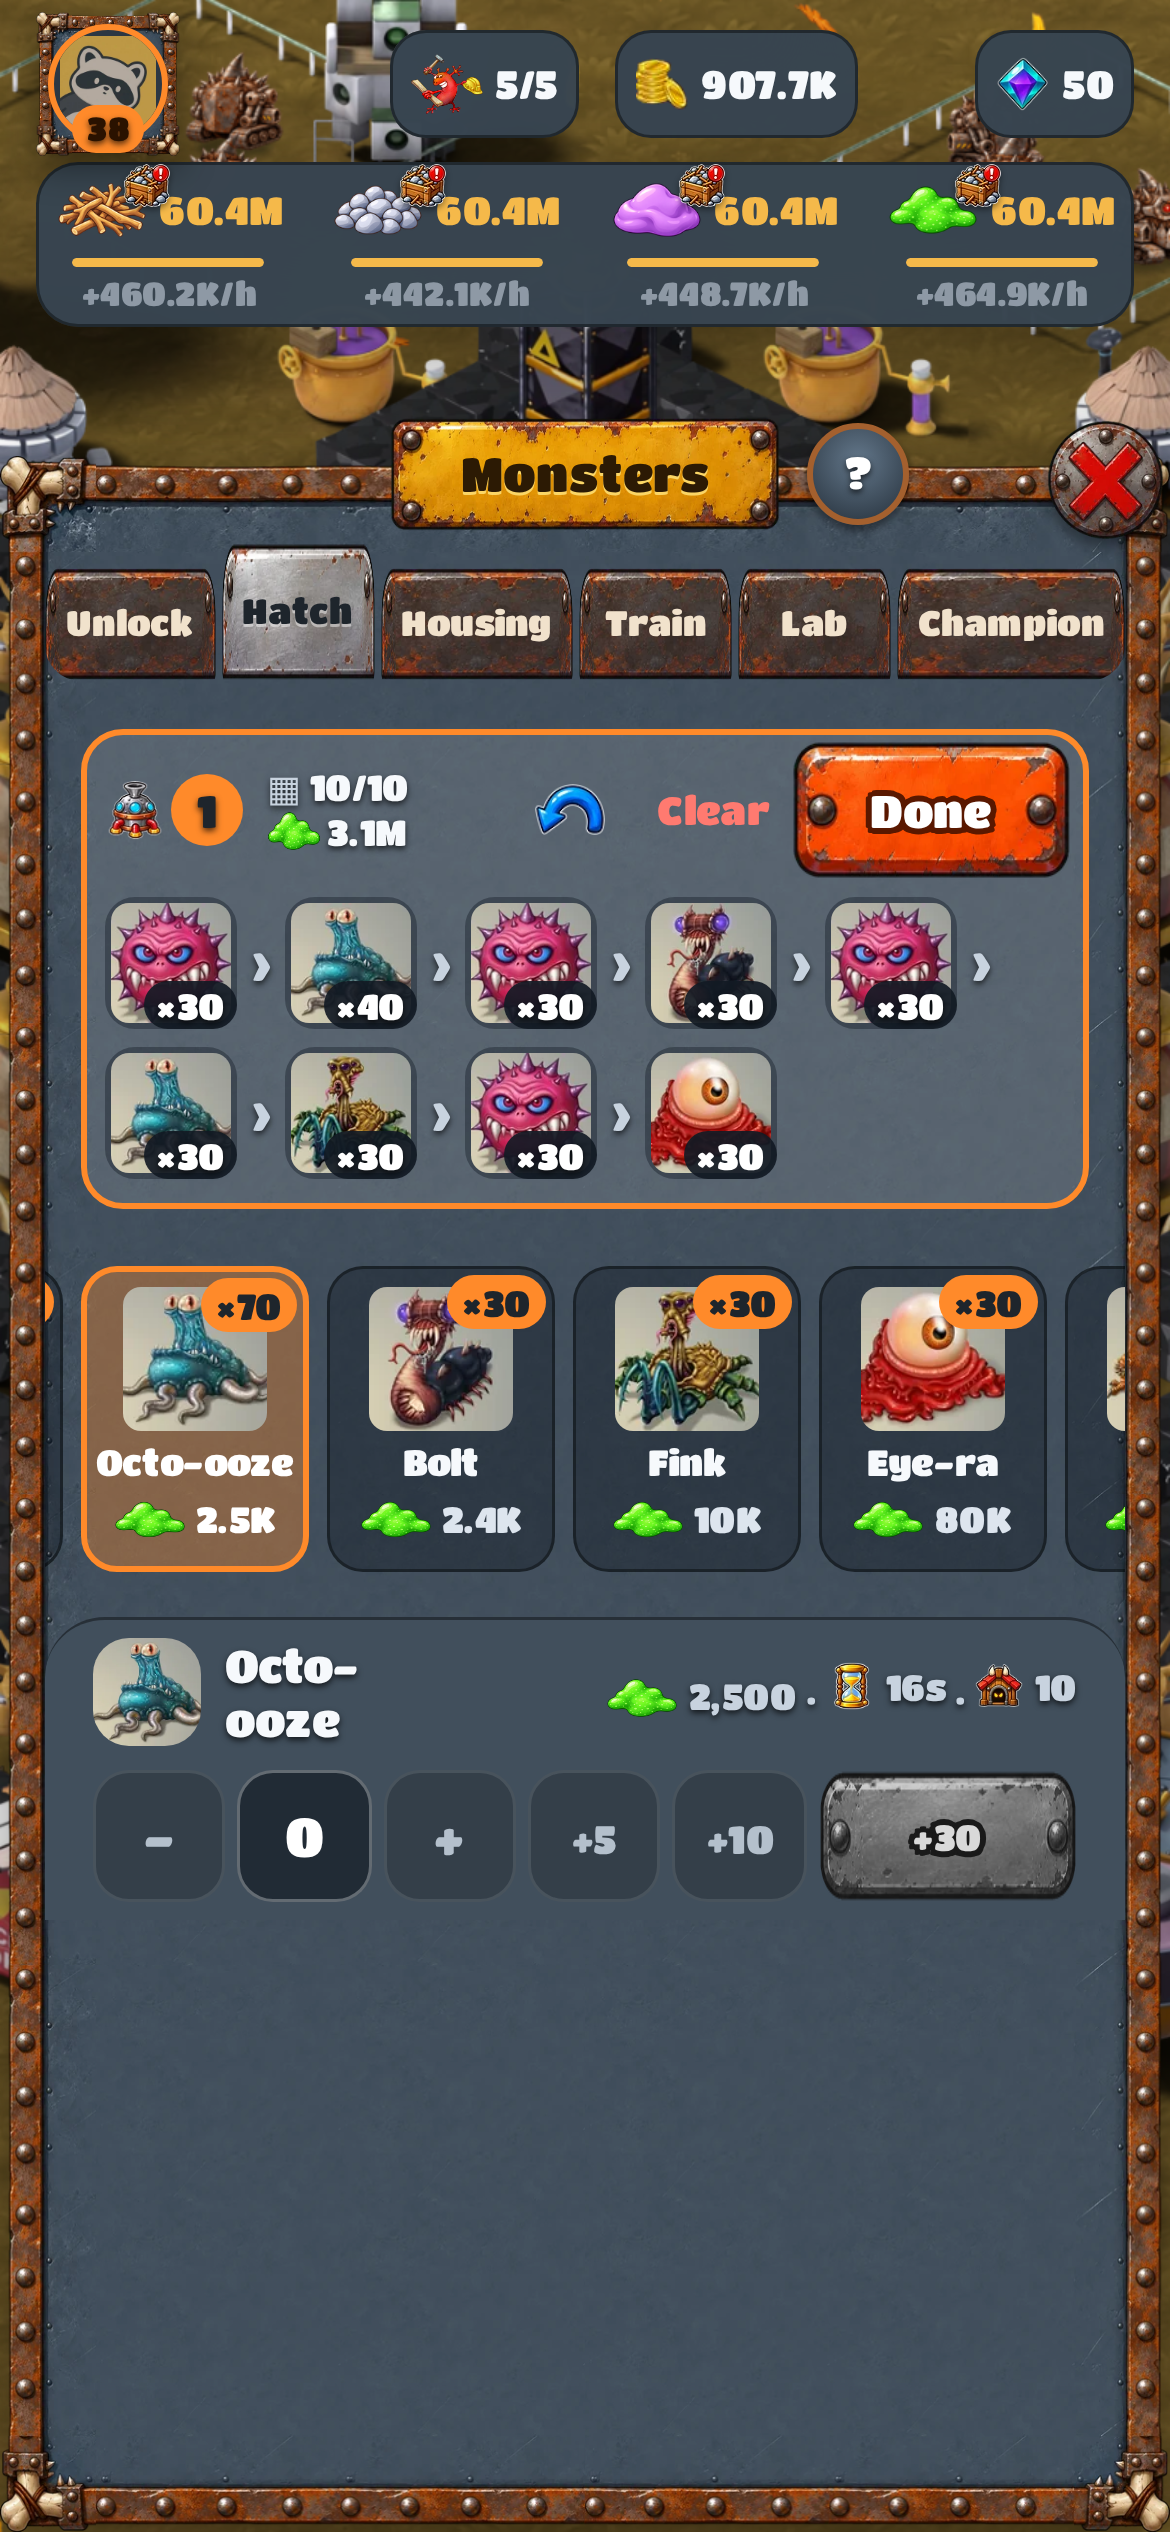 38
5/5
907.7K
50
60.4M
60.4M
60.4M
60.4M
+460.2K/h
+442.1K/h
+448.7K/h
+464.9K/h
Monsters
?
Unlock
Hatch
Housing
Train
Lab
Champion
1
10/10
3.1M
Clear
Done
×30
×40
×30
×30
×30
×30
×30
×30
×30
×70
×30
×30
×30
Octo-ooze
Bolt
Fink
Eye-ra
2.5K
2.4K
10K
80K
Octo-
ooze
2,500 · 16s · 10
−
0
+
+5
+10
+30